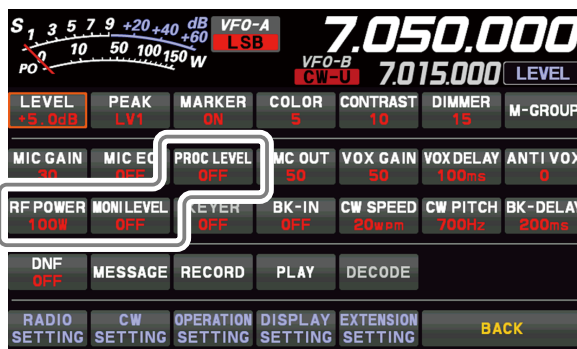 S 1 3 5 7 9 +20 +40 +60 dB VFO-A 7.050.000
LSB
PO 0 10 50 100 150 W
VFO-B
CW-U 7.015.000 LEVEL
LEVEL PEAK MARKER COLOR CONTRAST DIMMER M-GROUP
+5.0dB LV1 ON 5 10 15
MIC GAIN MIC EQ PROC LEVEL MC OUT VOX GAIN VOX DELAY ANTI VOX
30 OFF OFF 50 50 100ms 0
RF POWER MONI LEVEL KEYER BK-IN CW SPEED CW PITCH BK-DELAY
100W OFF OFF OFF 20wpm 700Hz 200ms
DNF MESSAGE RECORD PLAY DECODE
OFF
RADIO SETTING CW SETTING OPERATION SETTING DISPLAY SETTING EXTENSION SETTING BACK